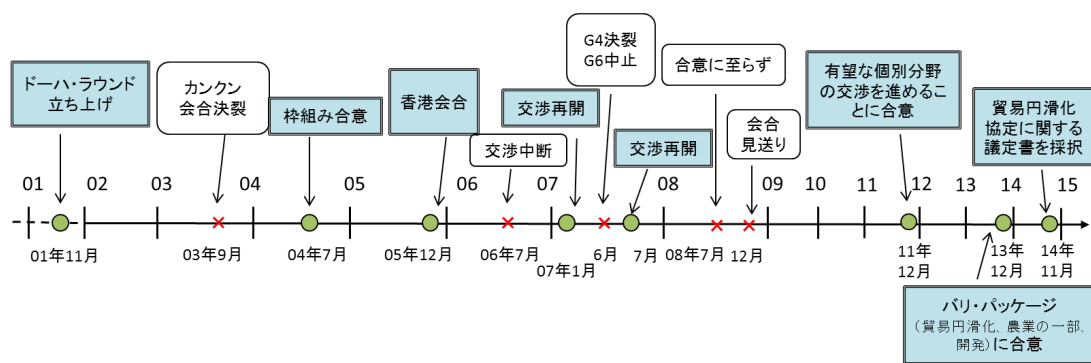 ドーハ・ラウンド
立ち上げ
カンクン
会合決裂
枠組み合意
香港会合
交渉中断
交渉再開
G4決裂
G6中止
交渉再開
合意に至らず
会合
見送り
有望な個別分野
の交渉を進めるこ
とに合意
貿易円滑化
協定に関する
議定書を採択
01
02
03
04
05
06
07
08
09
10
11
12
13
14
15
01年11月
03年9月
04年7月
05年12月
06年7月
07年1月
6月
7月
08年7月
12月
11年
12月
13年
12月
14年
11月
バリ・パッケージ
（貿易円滑化、農業の一部、
開発）に合意